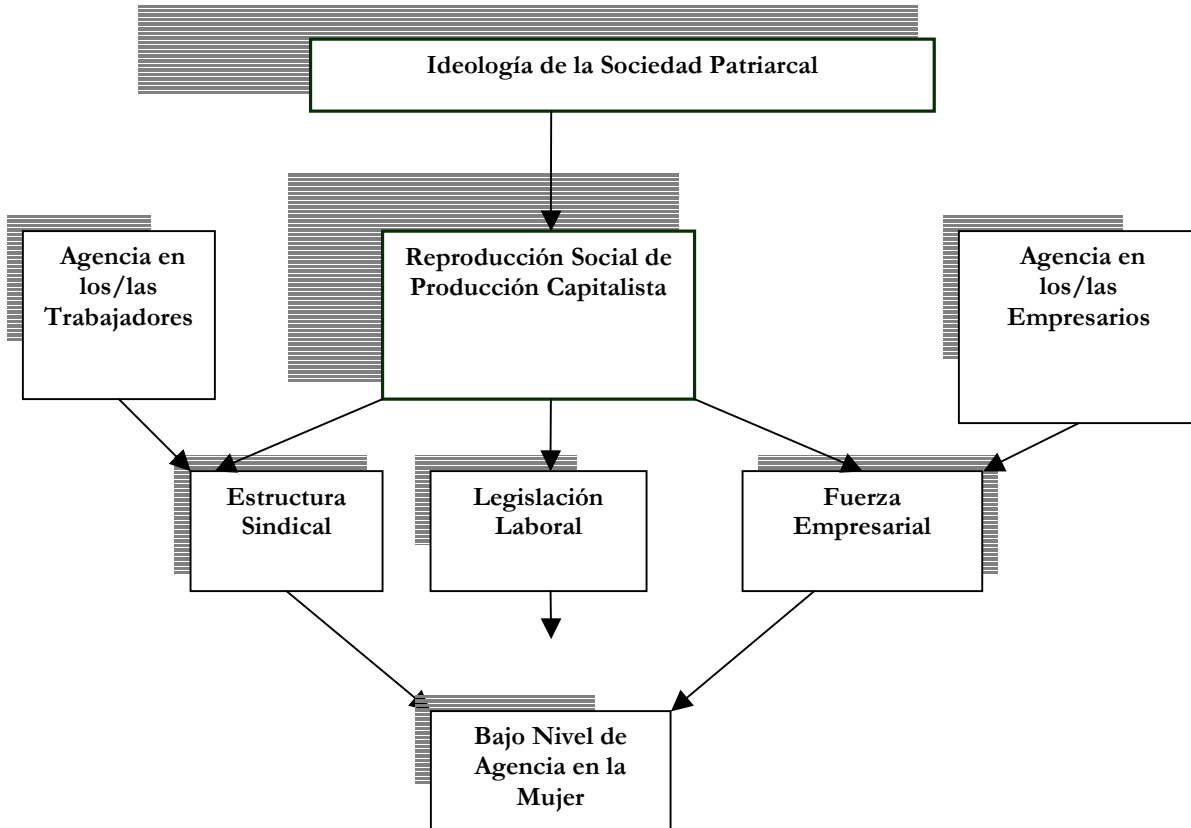 Ideología de la Sociedad Patriarcal
Agencia en
los/las
Trabajadores
Reproducción Social de
Producción Capitalista
Agencia en
los/las
Empresarios
Estructura
Sindical
Legislación
Laboral
Fuerza
Empresarial
Bajo Nivel de
Agencia en la
Mujer